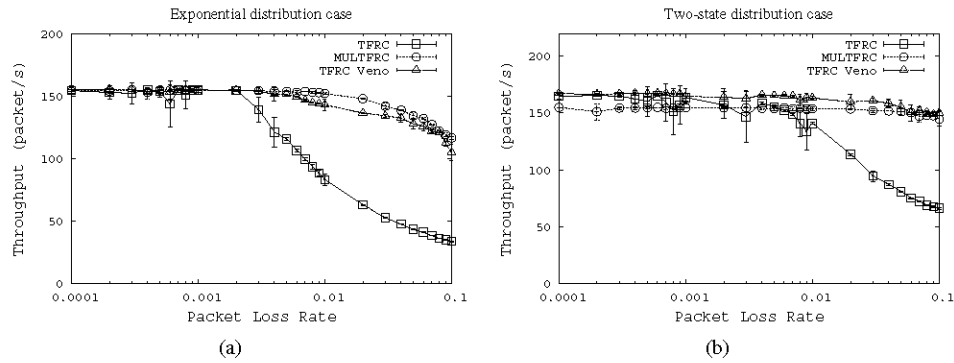 Exponential distribution case
Throughput (packet/s)
200
150
100
50
0
TFRC
MULTFRC
TFRC Veno
0.0001
0.001
0.01
0.1
Packet Loss Rate
(a)
Two-state distribution case
Throughput (packet/s)
200
150
100
50
0
TFRC
MULTFRC
TFRC Veno
0.0001
0.001
0.01
0.1
Packet Loss Rate
(b)